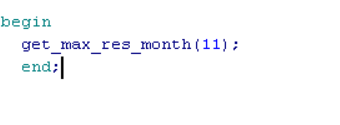 begin
get_max_res_month(11);
end;